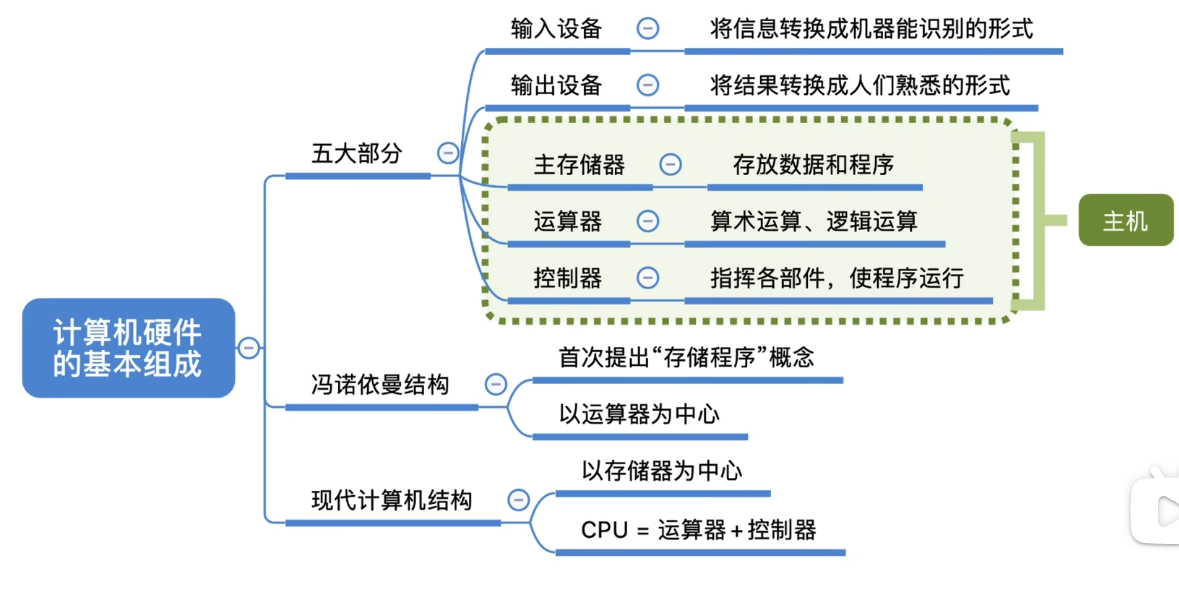 输入设备
将信息转换成机器能识别的形式
输出设备
将结果转换成人们熟悉的形式
五大部分
主存储器
存放数据和程序
运算器
算术运算、逻辑运算
主机
控制器
指挥各部件，使程序运行
计算机硬件
的基本组成
冯诺依曼结构
首次提出“存储程序”概念
以运算器为中心
现代计算机结构
以存储器为中心
CPU = 运算器+控制器